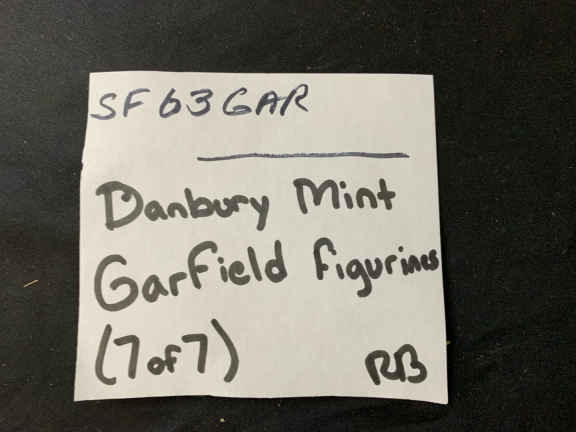 SF63GAR
Danbury Mint
Garfield figurines
(7 of 7)
RB